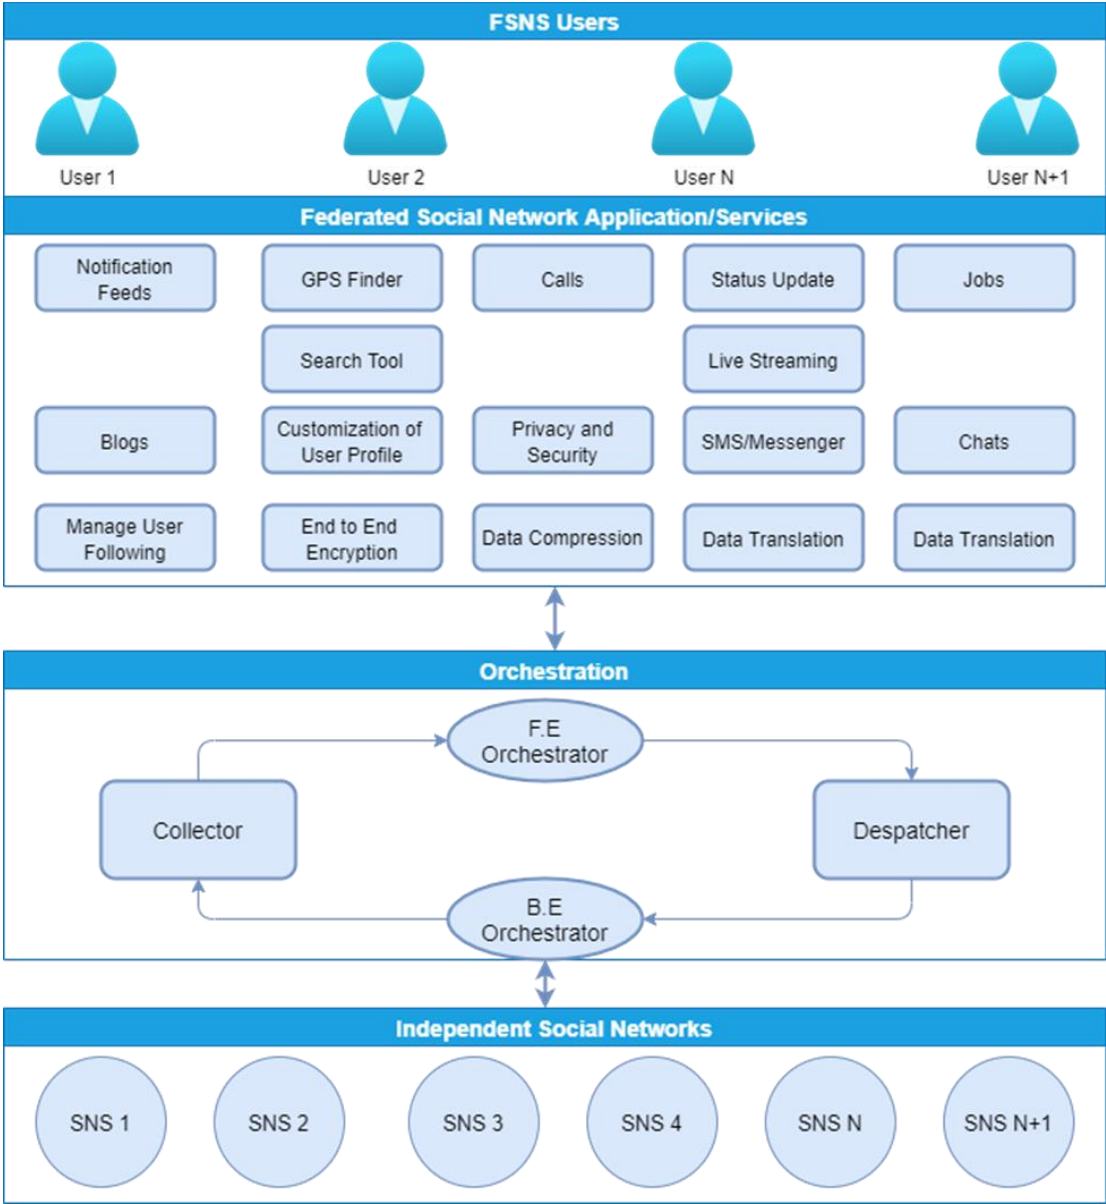 FSNS Users
User 1
User 2
User N
User N+1
Federated Social Network Application/Services
Notification
Feeds
GPS Finder
Calls
Status Update
Jobs
Search Tool
Live Streaming
Blogs
Customization of
User Profile
Privacy and
Security
SMS/Messenger
Chats
Manage User
Following
End to End
Encryption
Data Compression
Data Translation
Data Translation
Orchestration
F.E
Orchestrator
Collector
Despatcher
B.E
Orchestrator
Independent Social Networks
SNS 1
SNS 2
SNS 3
SNS 4
SNS N
SNS N+1